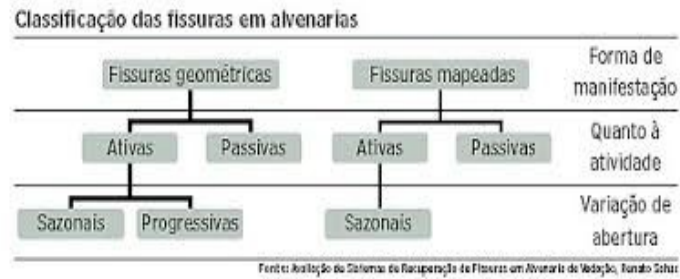 Classificação das fissuras em alvenarias
Fissuras geométricas
Fissuras mapeadas
Forma de
manifestação
Ativas
Passivas
Ativas
Passivas
Quanto à
atividade
Sazonais
Progressivas
Sazonais
Variação de
abertura
Fonte: Avaliação de Sistemas de Recuperação de Fissuras em Alvenaria de Vedação, Renato Sahade